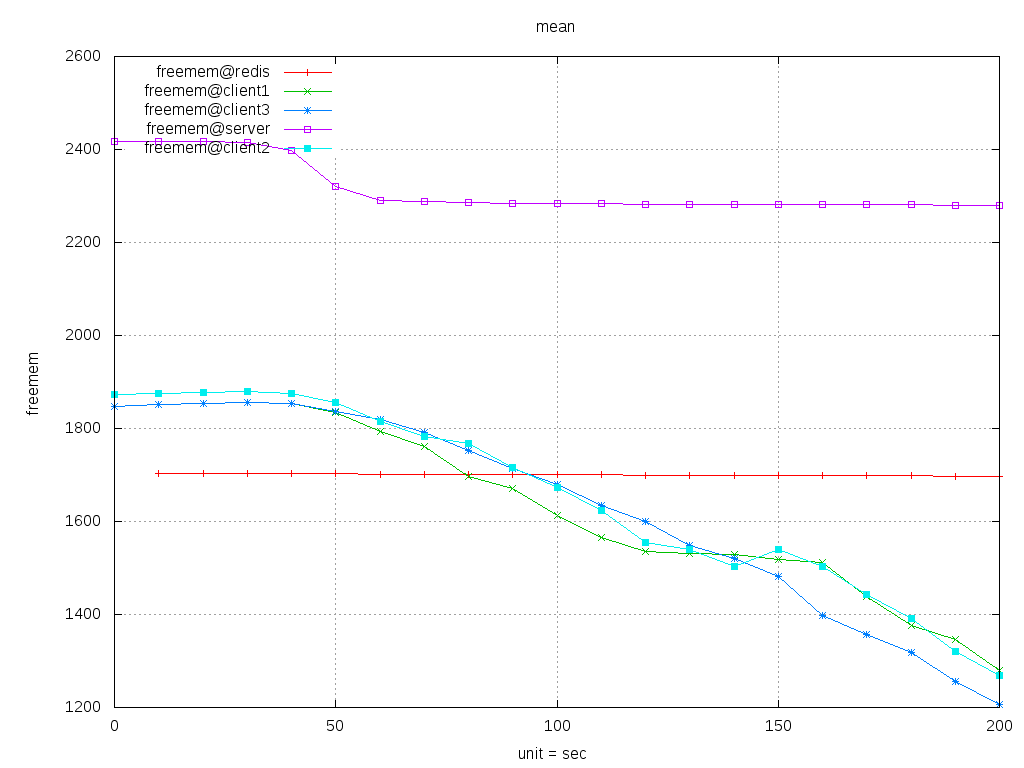 mean
2600
2400
2200
2000
1800
1600
1400
1200
freemem
freemem@redis
freemem@client1
freemem@client3
freemem@server
freemem@client2
0
50
100
150
200
unit = sec